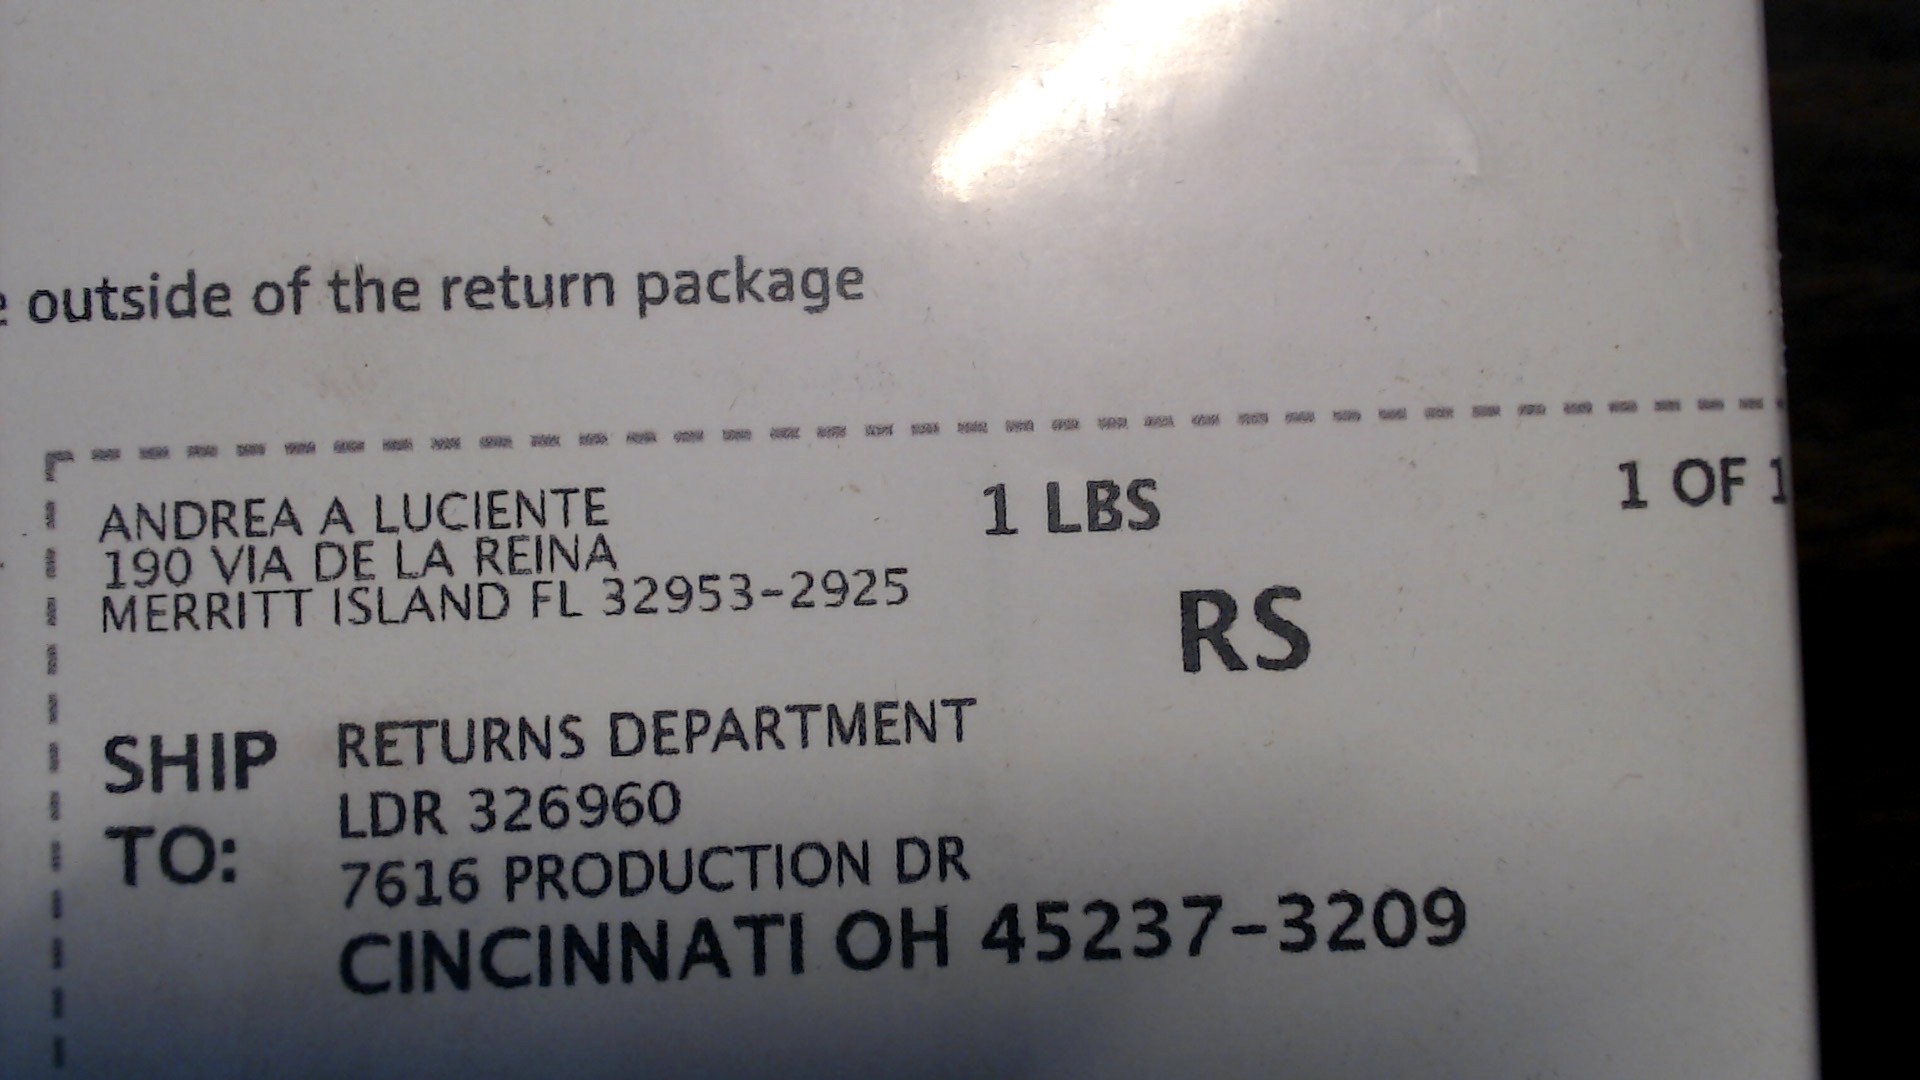 outside of the return package
ANDREA A LUCIENTE
190 VIA DE LA REINA
MERRITT ISLAND FL 32953-2925
1 LBS
1 OF 1
RS
SHIP TO:
RETURNS DEPARTMENT
LDR 326960
7616 PRODUCTION DR
CINCINNATI OH 45237-3209